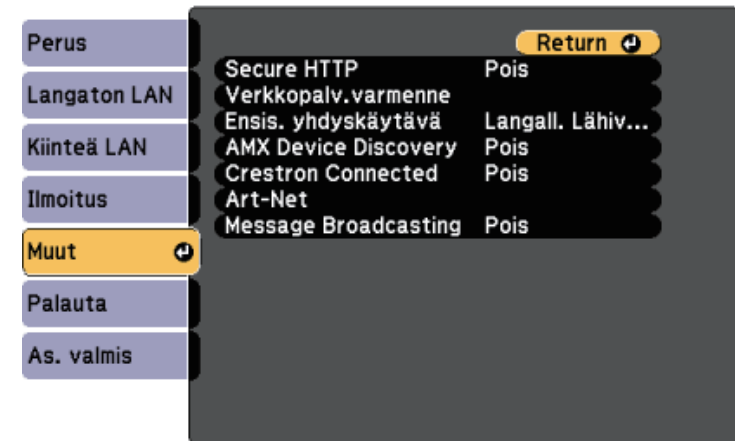 Perus
Langaton LAN
Kiinteä LAN
Ilmoitus
Muut
Palauta
As. valmis
Return
Secure HTTP Pois
Verkkopalv.varmenne
Ensis. yhdyskäytävä Langall. Lähiv...
AMX Device Discovery Pois
Crestron Connected Pois
Art-Net
Message Broadcasting Pois